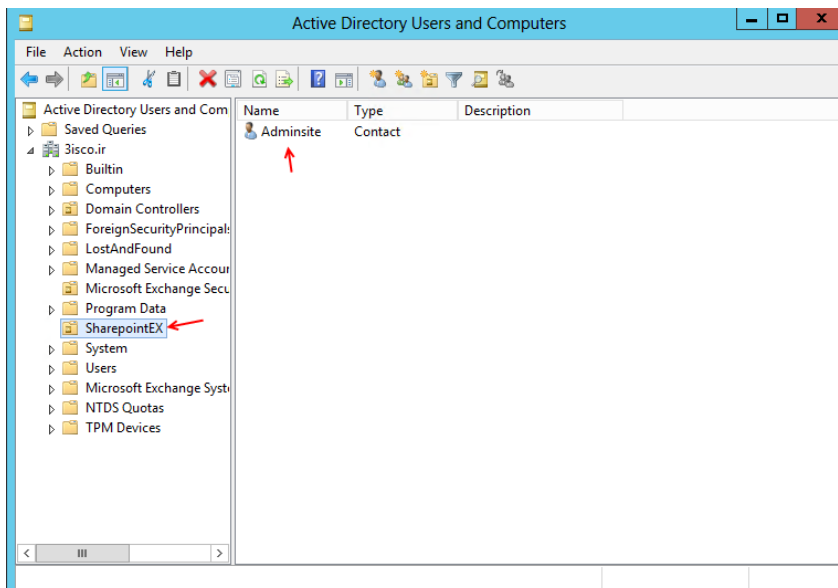 Active Directory Users and Computers
X
File Action View Help
Active Directory Users and Com
Saved Queries
3isco.ir
Builtin
Computers
Domain Controllers
ForeignSecurityPrincipals
LostAndFound
Managed Service Accour
Microsoft Exchange Secu
Program Data
SharepointEX
System
Users
Microsoft Exchange Syst
NTDS Quotas
TPM Devices
Name Type Description
Adminsite Contact